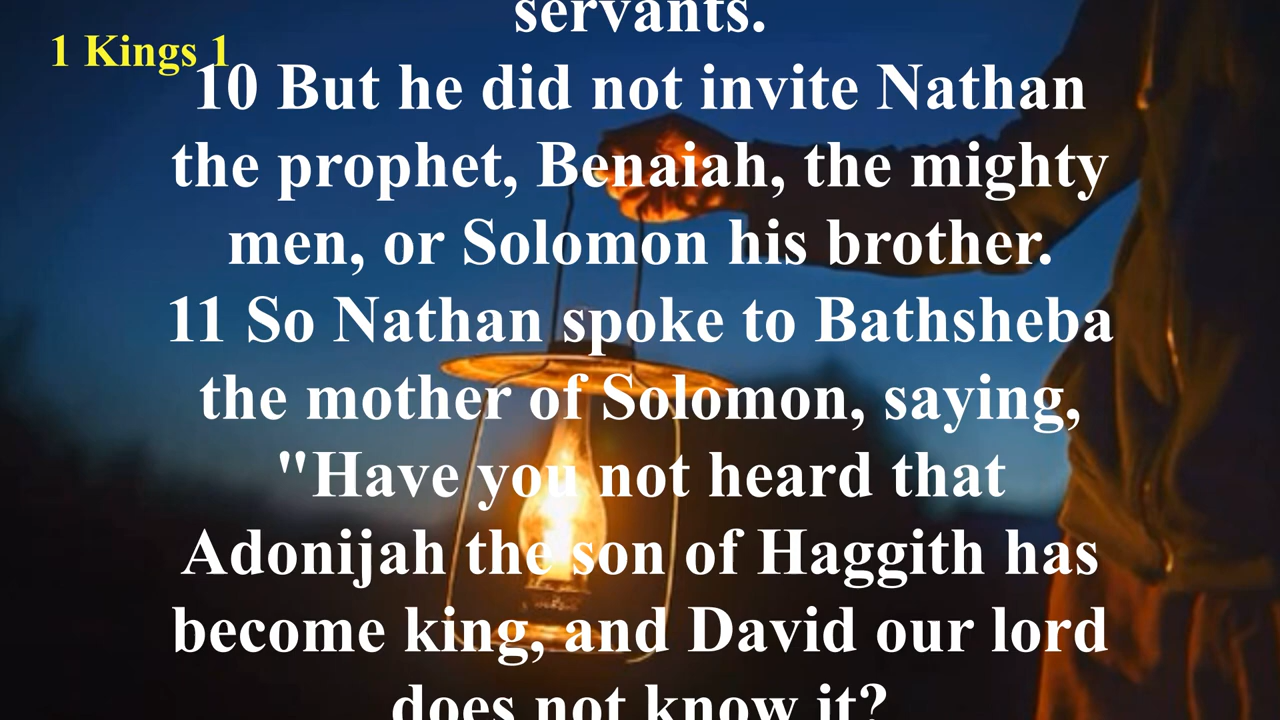 servants.
1 Kings 1
10 But he did not invite Nathan
the prophet, Benaiah, the mighty
men, or Solomon his brother.
11 So Nathan spoke to Bathsheba
the mother of Solomon, saying,
"Have you not heard that
Adonijah the son of Haggith has
become king, and David our lord
does not know it?